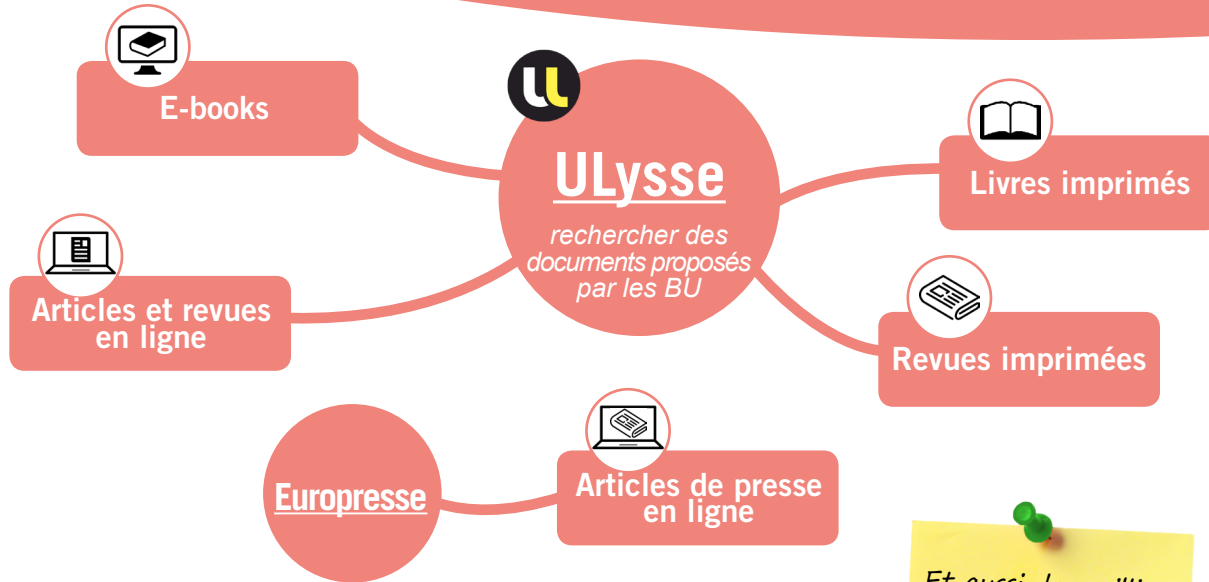 E-books
ULysse
rechercher des
documents proposés
par les BU
Livres imprimés
Articles et revues
en ligne
Revues imprimées
Europresse
Articles de presse
en ligne
Et aussi